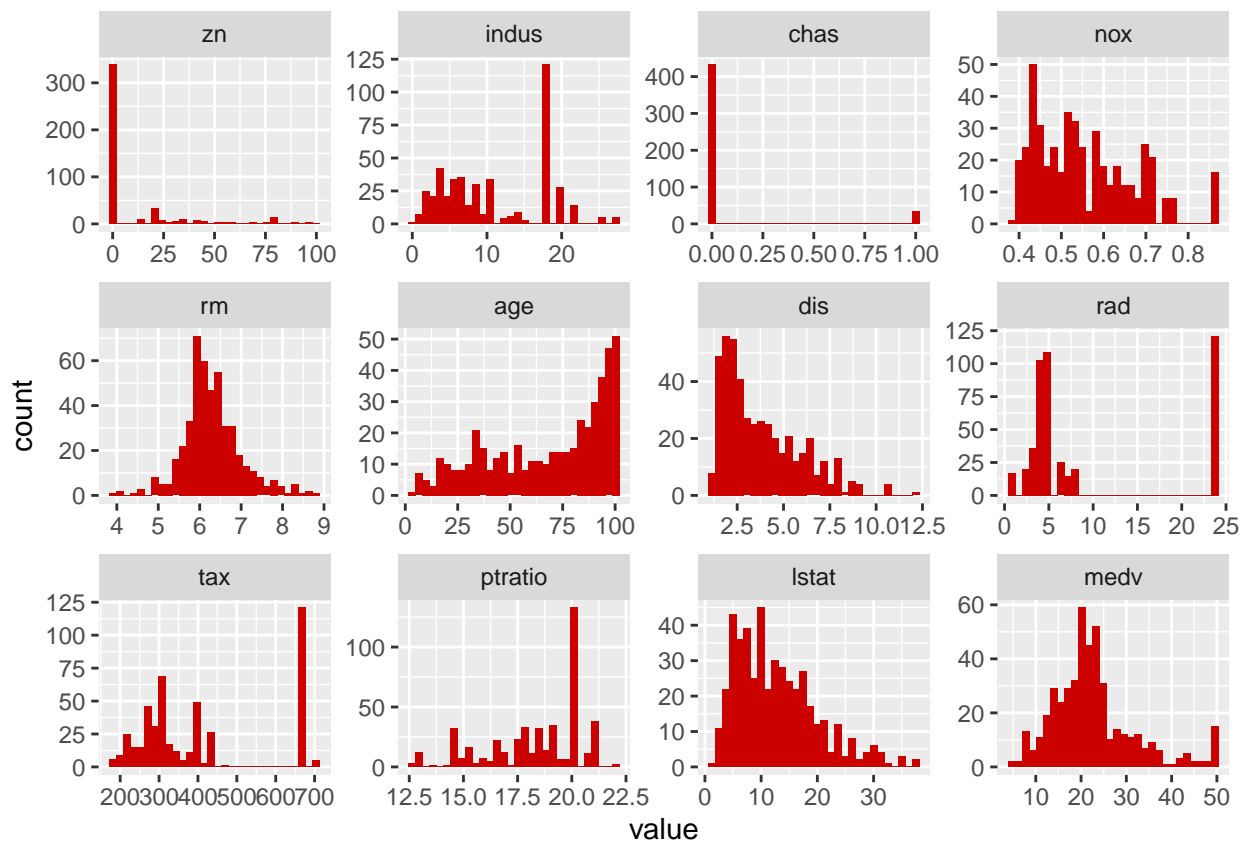 zn
indus
chas
nox
300
200
100
0
0
25
50
75
100
125
100
75
50
25
0
0
10
20
400
300
200
100
0
0.00 0.25 0.50 0.75 1.00
50
40
30
20
10
0
0.4 0.5 0.6 0.7 0.8
rm
age
dis
rad
60
40
20
0
4 5 6 7 8 9
50
40
30
20
10
0
0 25 50 75 100
40
20
0
2.5 5.0 7.5 10.0 12.5
125
100
75
50
25
0
0 5 10 15 20 25
tax
ptratio
lstat
medv
125
100
75
50
25
0
200 300 400 500 600 700
100
50
0
12.5 15.0 17.5 20.0 22.5
40
30
20
10
0
0 10 20 30
60
40
20
0
10 20 30 40 50
count
value